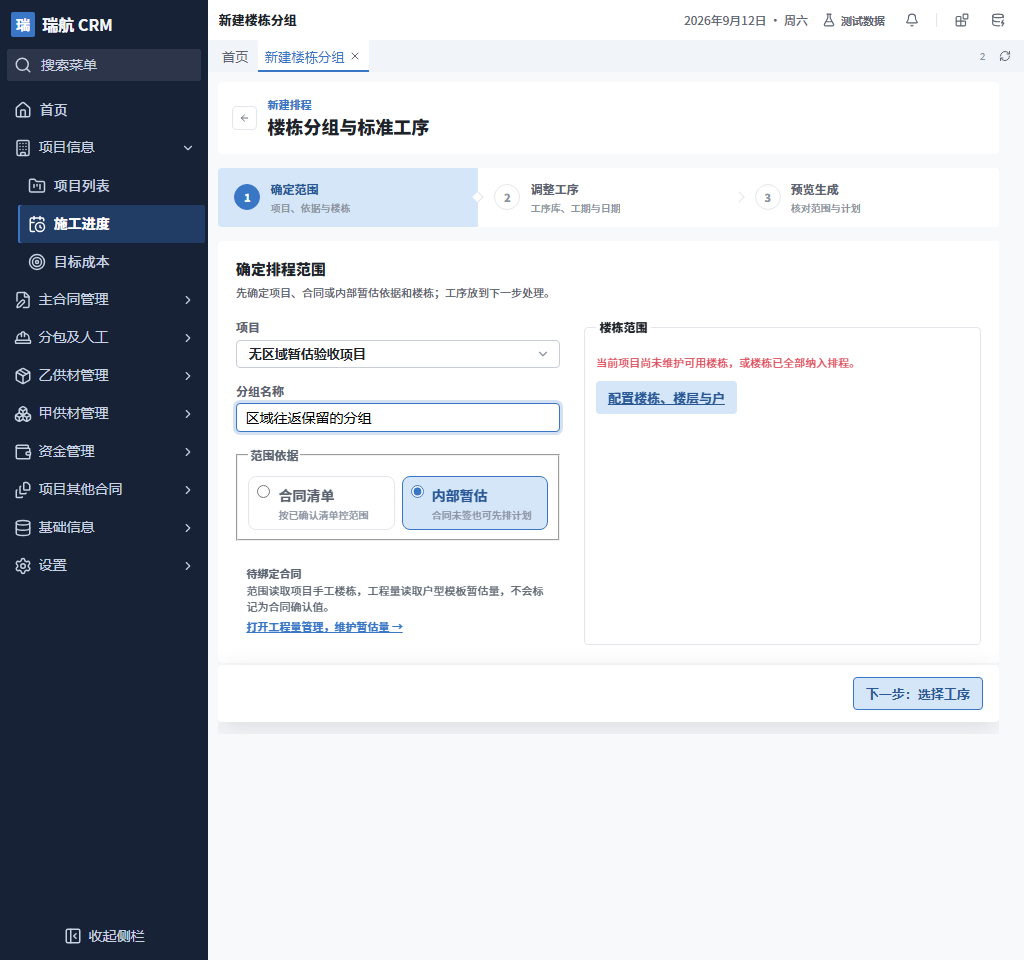 瑞 瑞航 CRM
搜索菜单
首页
项目信息
项目列表
施工进度
目标成本
主合同管理
分包及人工
乙供材管理
甲供材管理
资金管理
项目其他合同
基础信息
设置
收起侧栏
新建楼栋分组
2026年9月12日 · 周六 测试数据
首页 新建楼栋分组 2
新建排程
楼栋分组与标准工序
1 确定范围
项目、依据与楼栋
2 调整工序
工序库、工期与日期
3 预览生成
核对范围与计划
确定排程范围
先确定项目、合同或内部暂估依据和楼栋；工序放到下一步处理。
项目
无区域暂估验收项目
分组名称
区域往返保留的分组
范围依据
合同清单
按已确认清单控范围
内部暂估
合同未签也可先排计划
待绑定合同
范围读取项目手工楼栋，工程量读取户型模板暂估量，不会标
记为合同确认值。
打开工程量管理，维护暂估量 →
楼栋范围
当前项目尚未维护可用楼栋，或楼栋已全部纳入排程。
配置楼栋、楼层与户
下一步：选择工序